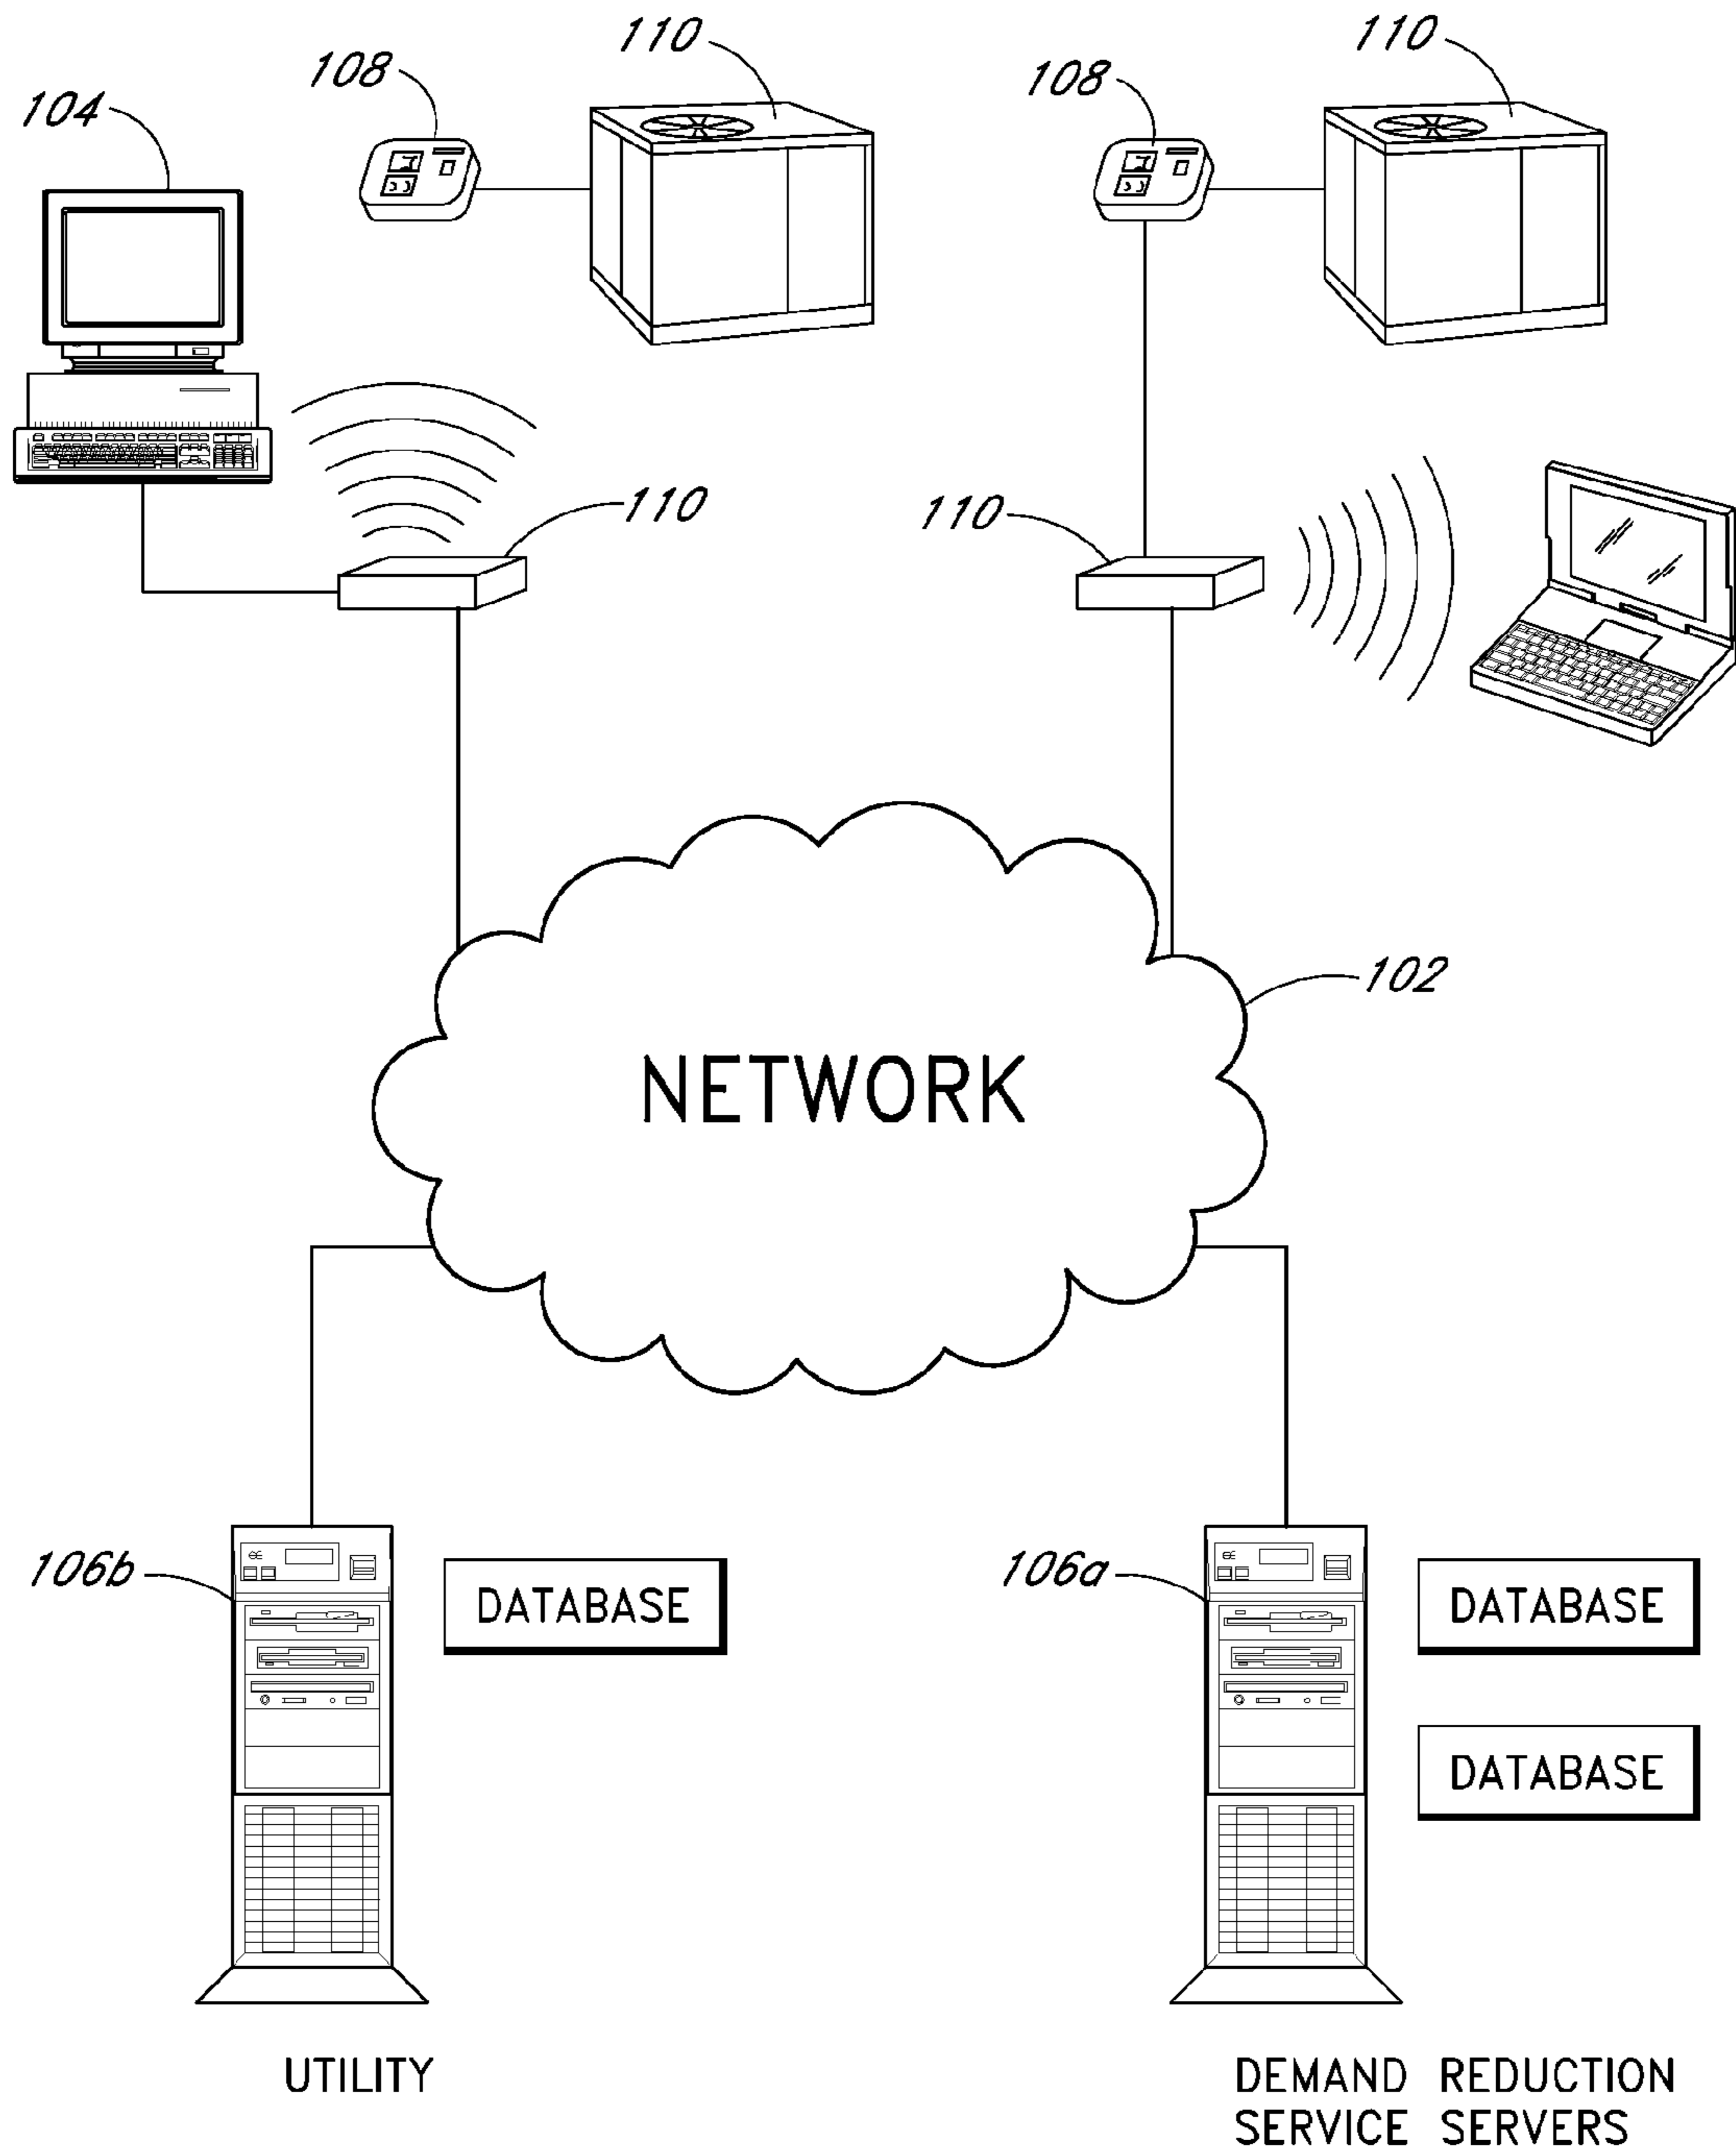 110
110
108
108
104
110
110
102
NETWORK
106b
DATABASE
106a
DATABASE
DATABASE
UTILITY
DEMAND REDUCTION
SERVICE SERVERS